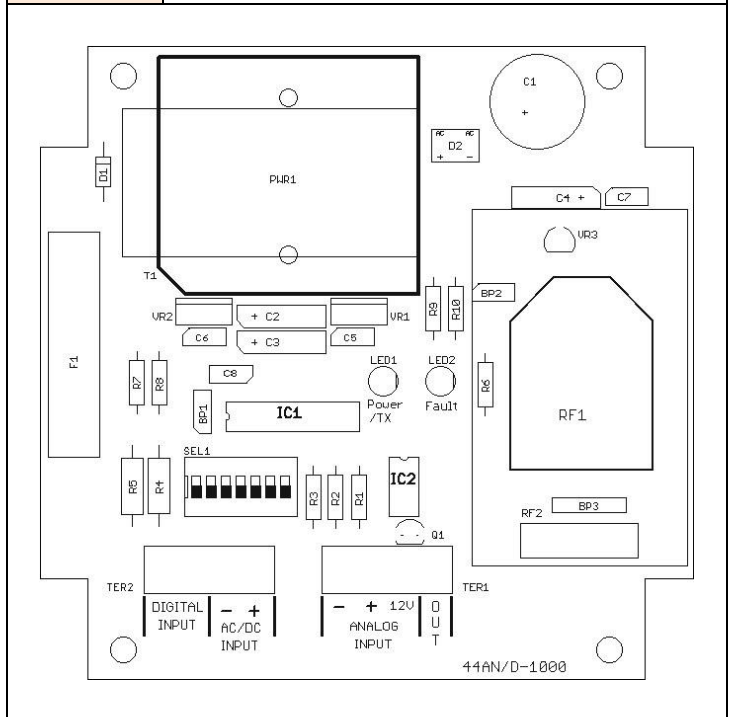 C1
+
AC AC
D2
+ -
D1
PWR1
C4 +
C7
VR3
T1
BP2
R9
R10
VR2
+ C2
VR1
C6
+ C3
C5
F1
LED1
LED2
R7
R8
C8
R6
Power
/TX
Fault
BP1
IC1
RF1
SEL1
R5
R4
R3
R2
R1
IC2
BP3
RF2
Q1
TER2
TER1
DIGITAL
INPUT
- +
AC/DC
INPUT
- + 12V
ANALOG
INPUT
OUT
44AN/D-1000